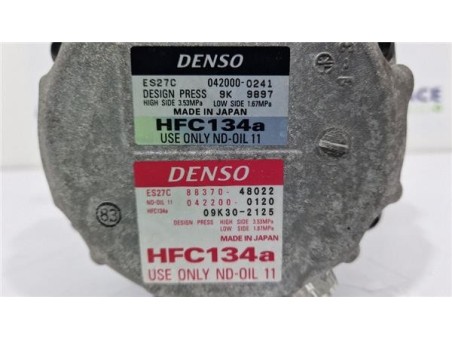 DENSO
ES27C 042000-0241
DESIGN PRESS 9K 9897
HIGH SIDE 3.53MPa LOW SIDE 1.67MPa
MADE IN JAPAN
HFC134a
USE ONLY ND-OIL 11
DENSO
ES27C 88370-48022
ND-OIL 11 042200-0120
HFC134a 09K30-2125
DESIGN PRESS HIGH SIDE 3.53MPa
LOW SIDE 1.67MPa
MADE IN JAPAN
HFC134a
USE ONLY ND-OIL 11
83